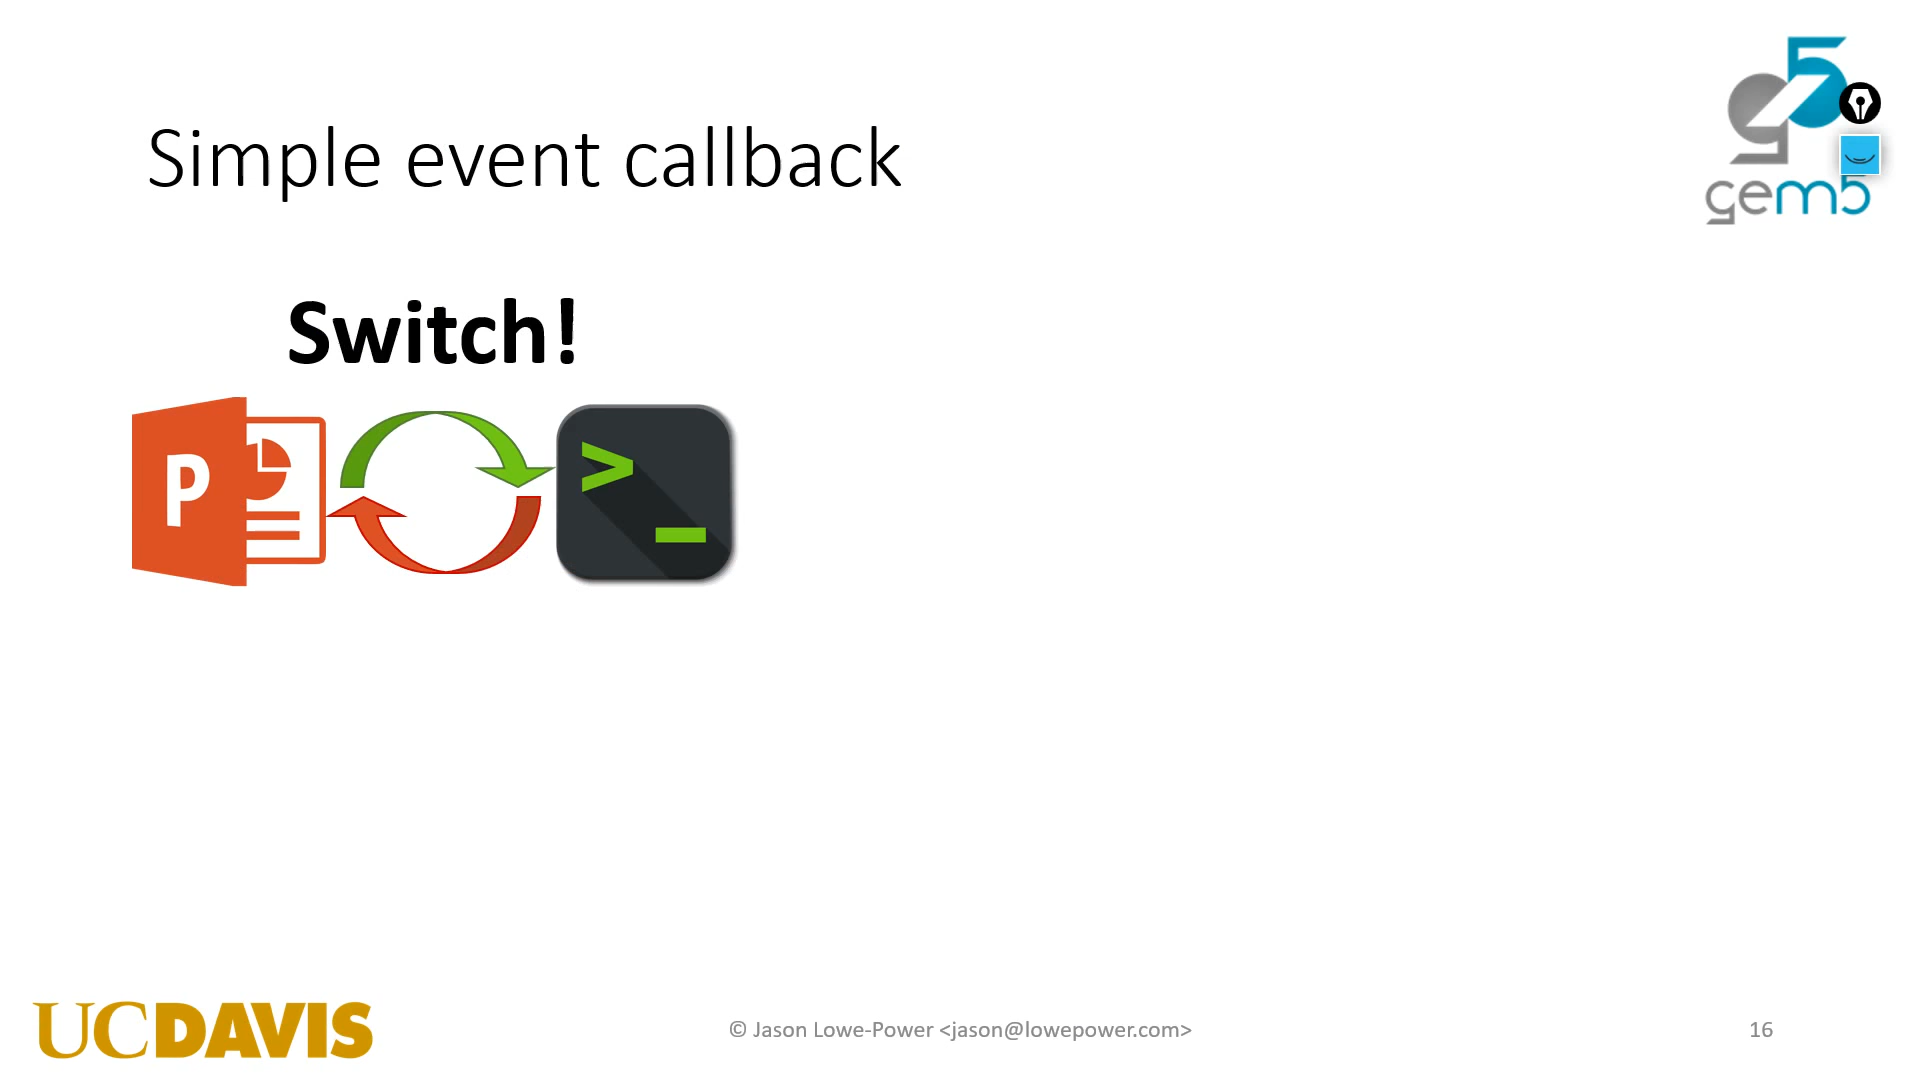 Simple event callback
gem5
Switch!
P
>_
UCDAVIS
© Jason Lowe-Power <jason@lowepower.com>
16